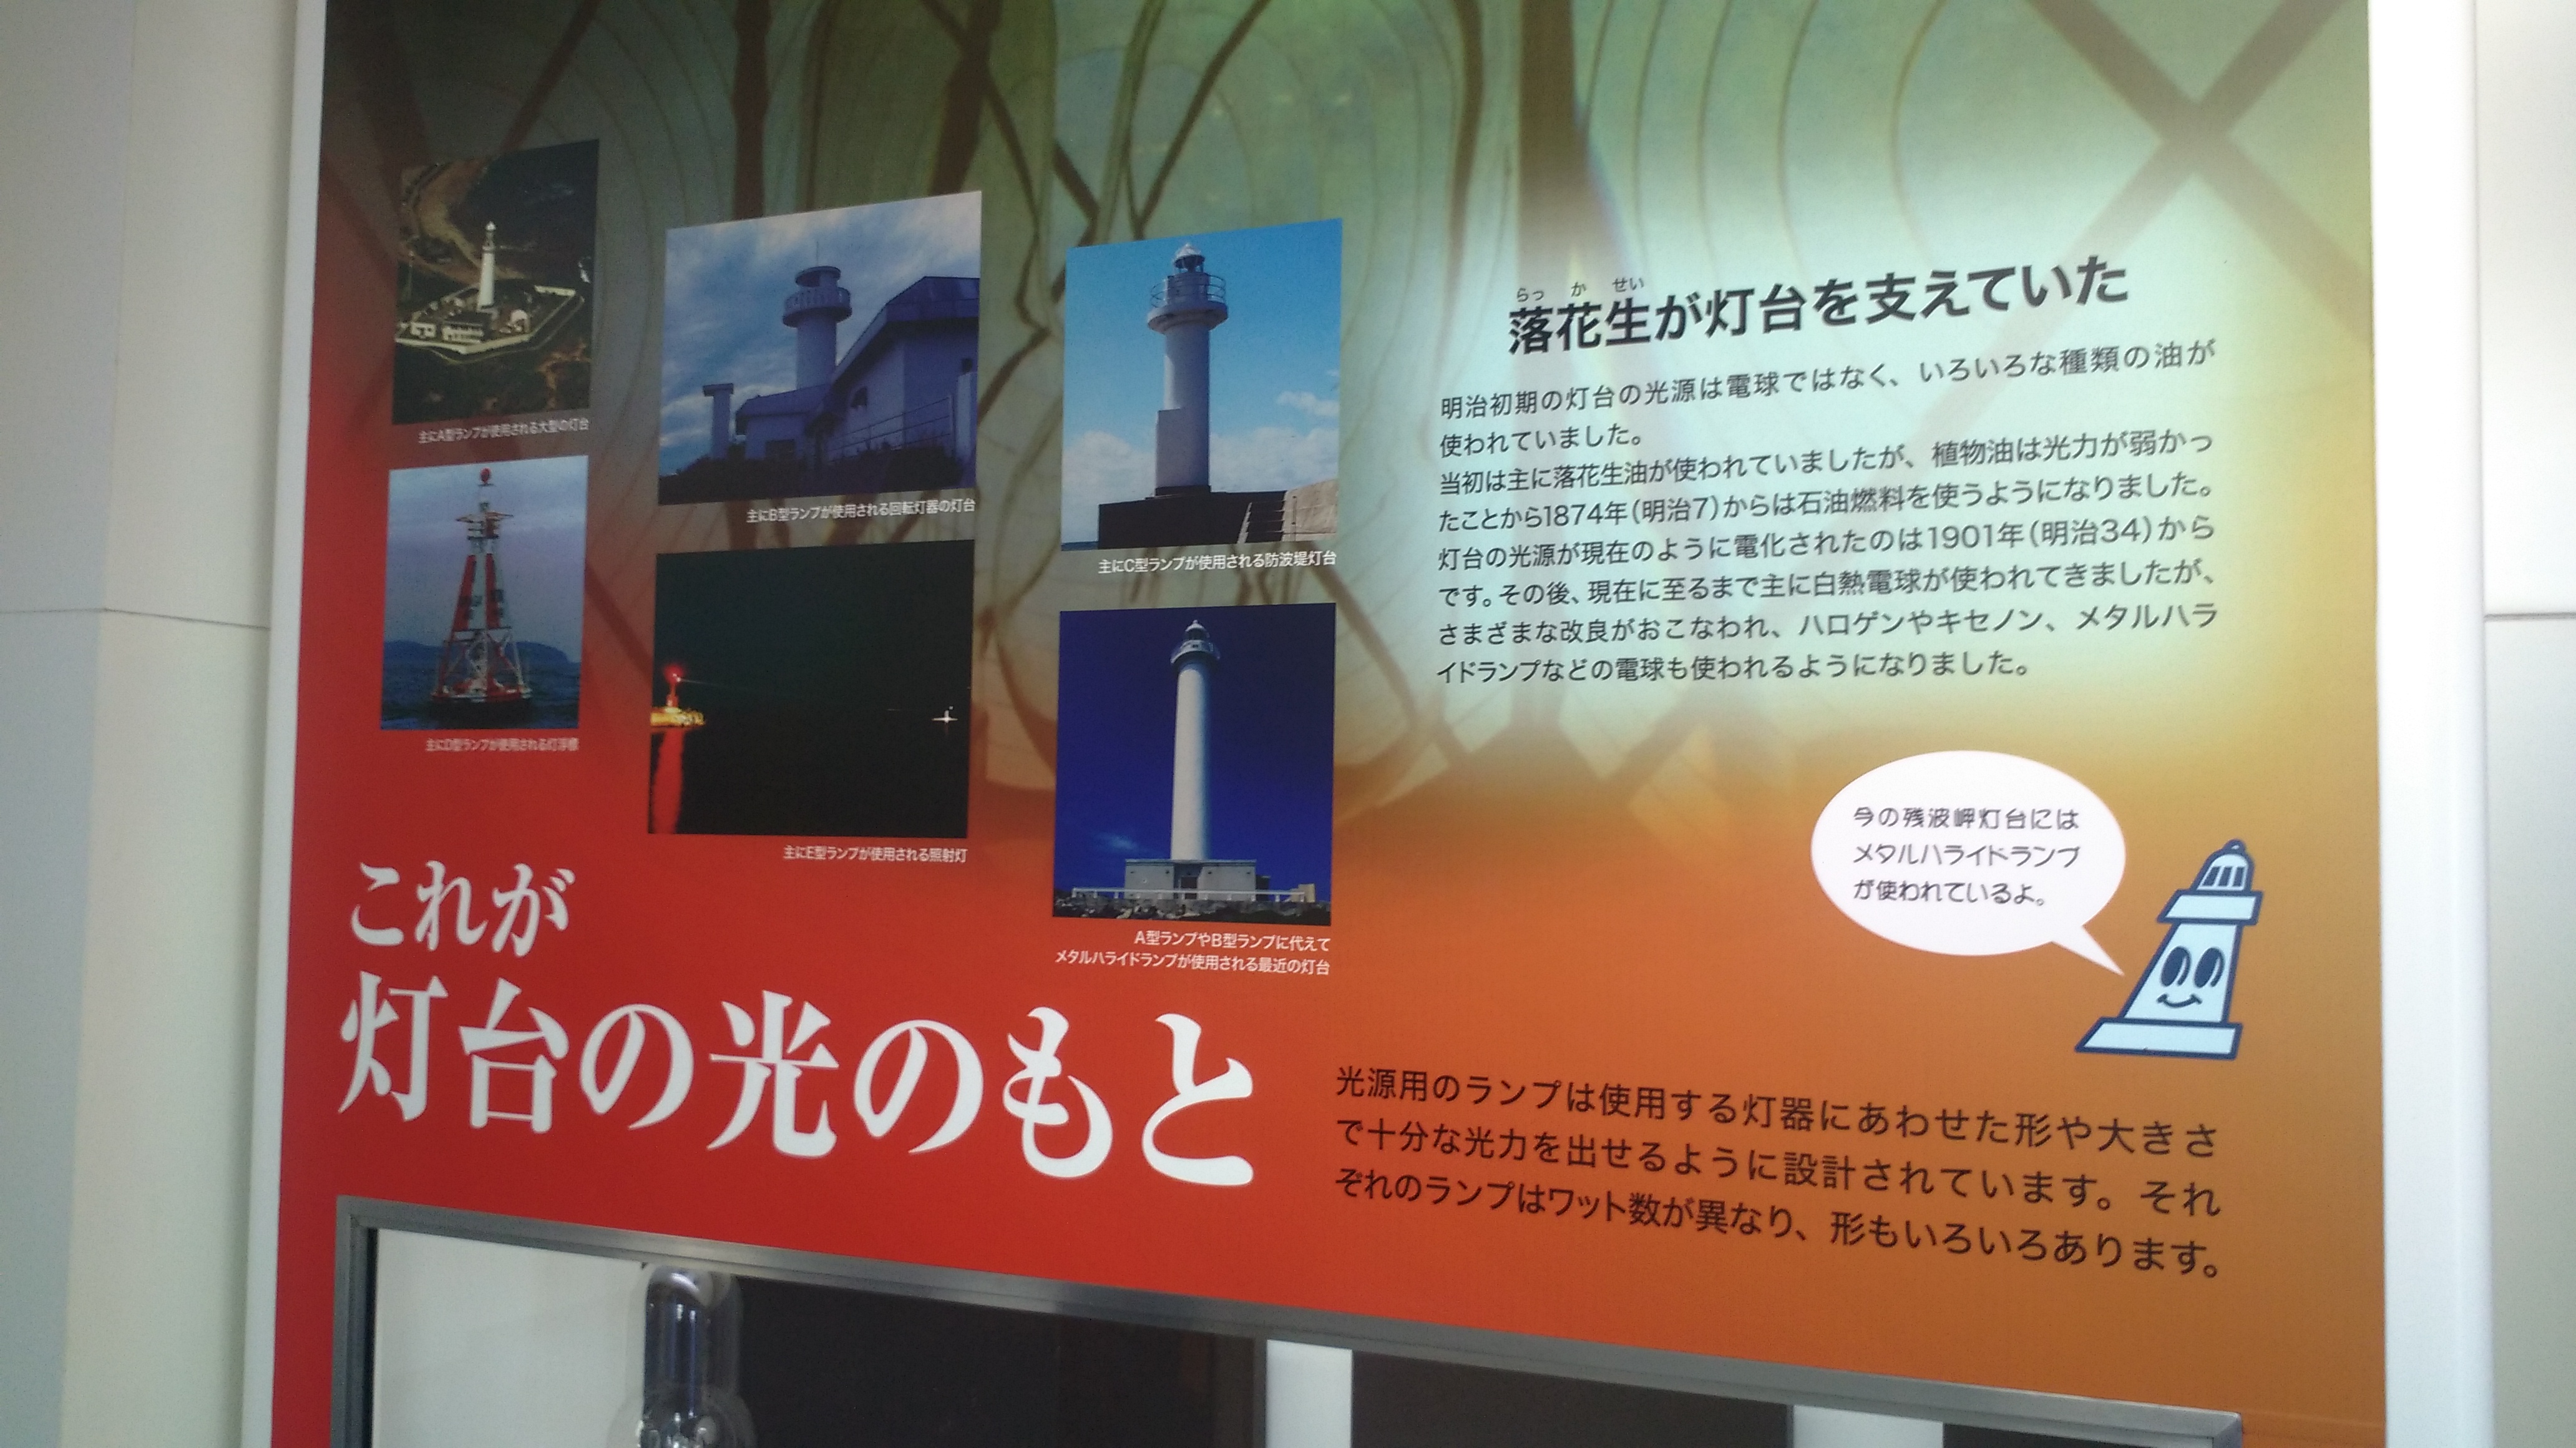 主にA型ランプが使用される大型の灯台
主にB型ランプが使用される回転灯器の灯台
主にC型ランプが使用される防波堤灯台
主にD型ランプが使用される灯浮標
主にE型ランプが使用される照射灯
A型ランプやB型ランプに代えて
メタルハライドランプが使用される最近の灯台
らっ か せい
落花生が灯台を支えていた
明治初期の灯台の光源は電球ではなく、いろいろな種類の油が
使われていました。
当初は主に落花生油が使われていましたが、植物油は光力が弱かっ
たことから1874年(明治7)からは石油燃料を使うようになりました。
灯台の光源が現在のように電化されたのは1901年(明治34)から
です。その後、現在に至るまで主に白熱電球が使われてきましたが、
さまざまな改良がおこなわれ、ハロゲンやキセノン、メタルハラ
イドランプなどの電球も使われるようになりました。
今の残波岬灯台には
メタルハライドランプ
が使われているよ。
これが
灯台の光のもと
光源用のランプは使用する灯器にあわせた形や大きさ
で十分な光力を出せるように設計されています。それ
ぞれのランプはワット数が異なり、形もいろいろあります。